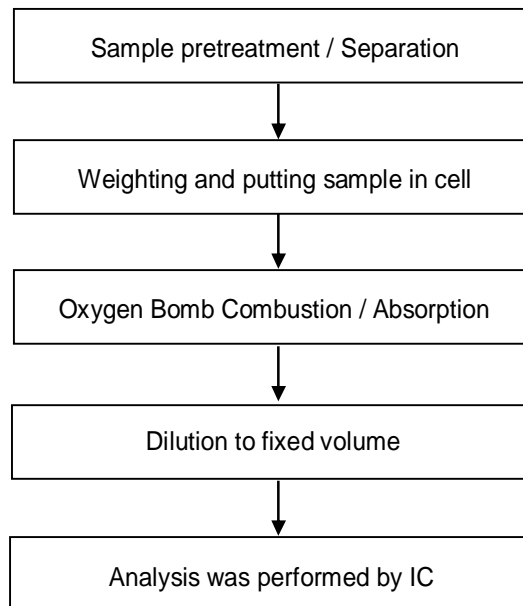 Sample pretreatment / Separation
Weighting and putting sample in cell
Oxygen Bomb Combustion / Absorption
Dilution to fixed volume
Analysis was performed by IC